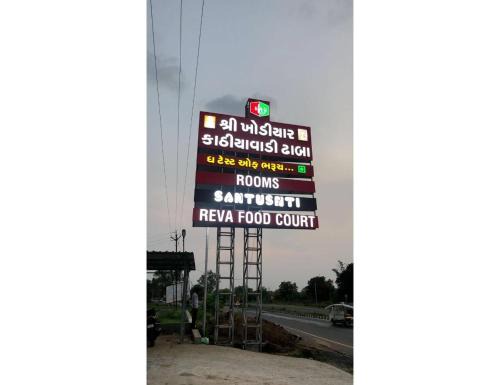 શ્રી ખોડીયાર
કાઠીયાવાડી ઢાબા
ધ ટેસ્ટ ઓફ ભરૂચ...
ROOMS
SANTUSHTI
REVA FOOD COURT